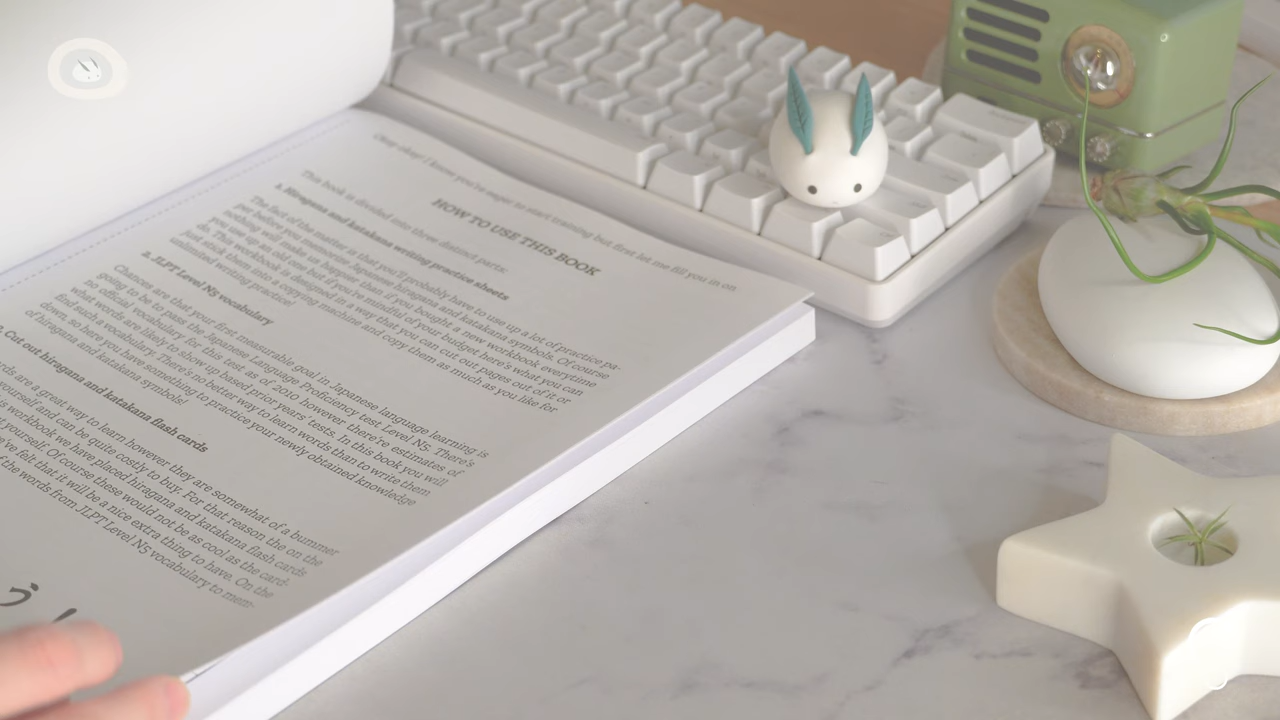 Okay okay! I know you're eager to start learning but first let me fill you in on
HOW TO USE THIS BOOK
This book is divided into three distinct parts:
1. Hiragana and katakana writing practice sheets
The fact of the matter is that you'll probably have to use up a lot of practice pa-
per before you memorise Japanese hiragana and katakana symbols. Of course
nothing will make us happier than if you bought a new workbook everytime
you use up an old one but if you're mindful of your budget here's what you can
do. This workbook is designed in a way that you can cut out pages out of it or
just stick them into a copying machine and copy them as much as you like for
unlimited writing practice!
2. JLPT Level N5 vocabulary
Chances are that your first measurable goal in Japanese language learning is
going to be to pass the Japanese Language Proficiency test Level N5. There's
no official vocabulary for this test as of 2010 however there're estimates of
what words are likely to show up based prior years' tests. In this book you will
find such a vocabulary. There's no better way to learn words than to write them
down, so here you have something to practice your newly obtained knowledge
of hiragana and katakana symbols!
3. Cut out hiragana and katakana flash cards
cards are a great way to learn however they are somewhat of a bummer
yourself and can be quite costly to buy. For that reason the on the
workbook we have placed hiragana and katakana flash cards
yourself. Of course these would not be as cool as the card-
we've felt that it will be a nice extra thing to have. On the
of the words from JLPT Level N5 vocabulary to mem-